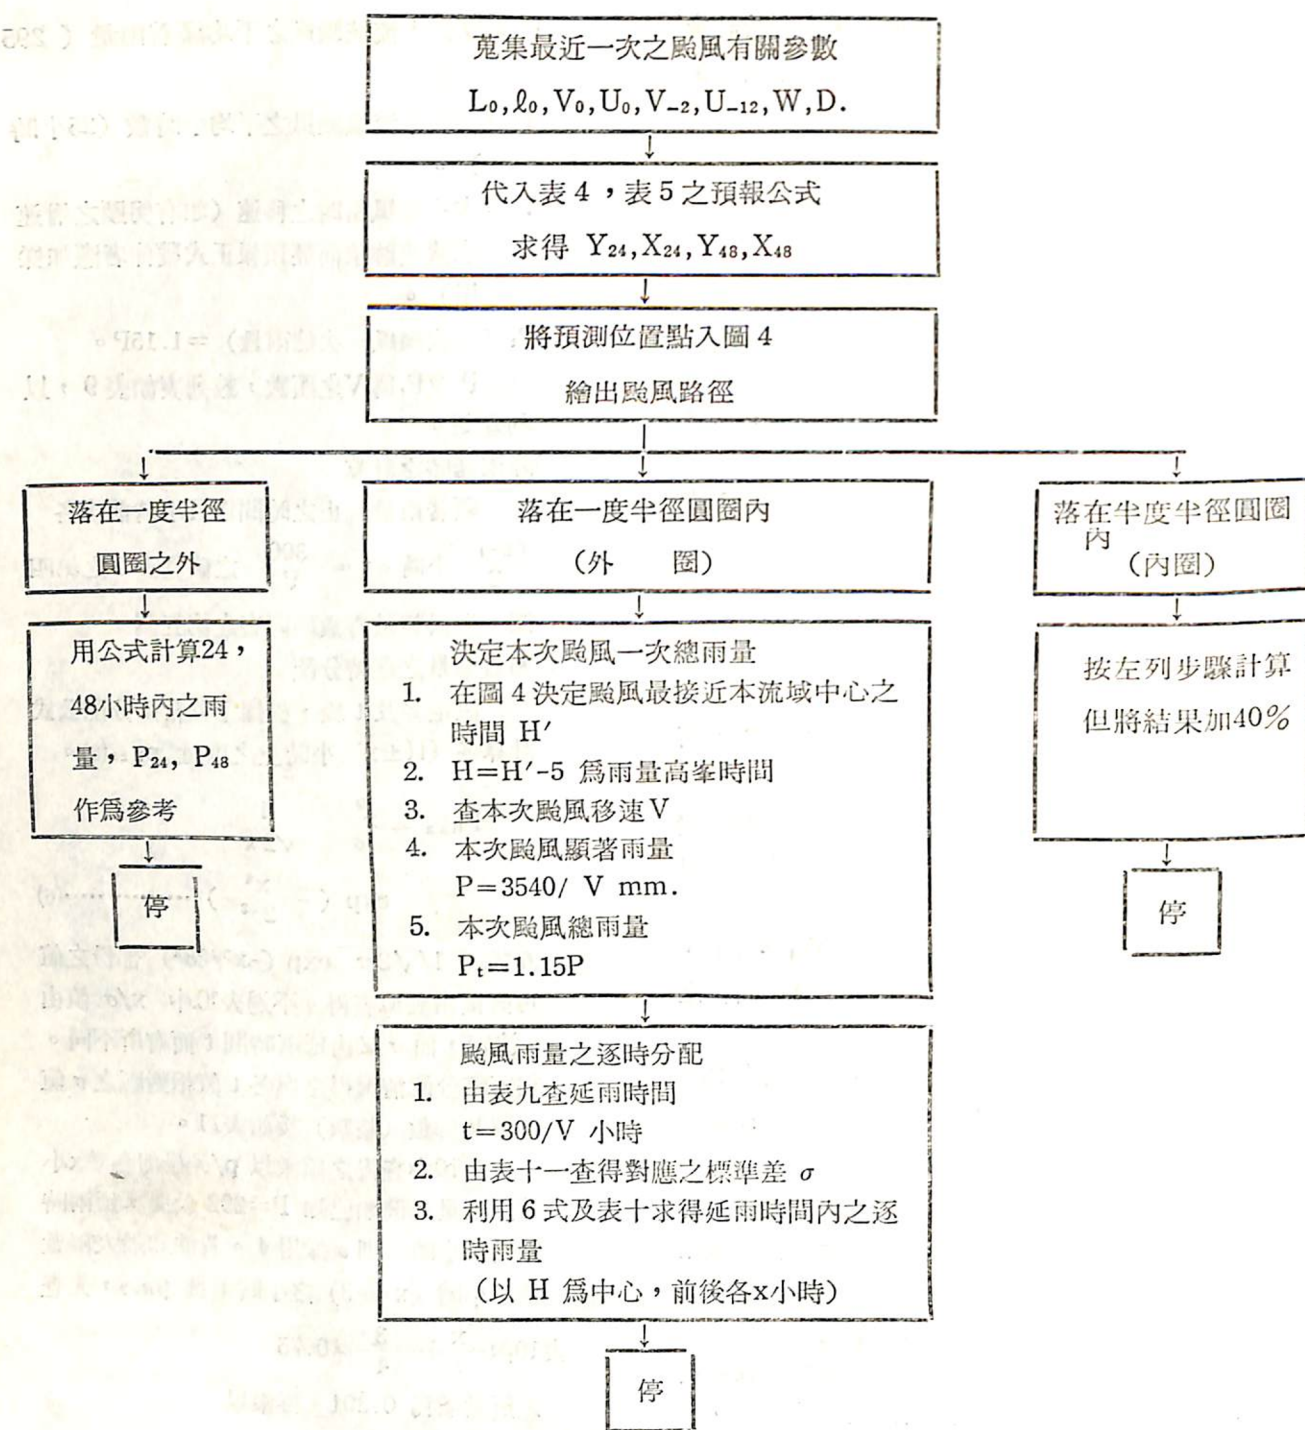 蒐集最近一次之颱風有關參數
L₀,ℓ₀,V₀,U₀,V₋₂,U₋₁₂,W,D.
代入表4，表5之預報公式
求得 Y₂₄,X₂₄,Y₄₈,X₄₈
將預測位置點入圖4
繪出颱風路徑
落在一度半徑
圓圈之外
用公式計算24，
48小時內之雨
量，P₂₄, P₄₈
作爲參考
停
落在一度半徑圓圈內
（外 圈）
決定本次颱風一次總雨量
1. 在圖4決定颱風最接近本流域中心之
時間 H′
2. H=H′-5 爲雨量高峯時間
3. 查本次颱風移速V
4. 本次颱風顯著雨量
P=3540/ V mm.
5. 本次颱風總雨量
Pₜ=1.15P
颱風雨量之逐時分配
1. 由表九查延雨時間
t=300/V 小時
2. 由表十一查得對應之標準差 σ
3. 利用6式及表十求得延雨時間內之逐
時雨量
（以 H 爲中心，前後各x小時）
停
落在半度半徑圓圈
內
（內圈）
按左列步驟計算
但將結果加40%
停